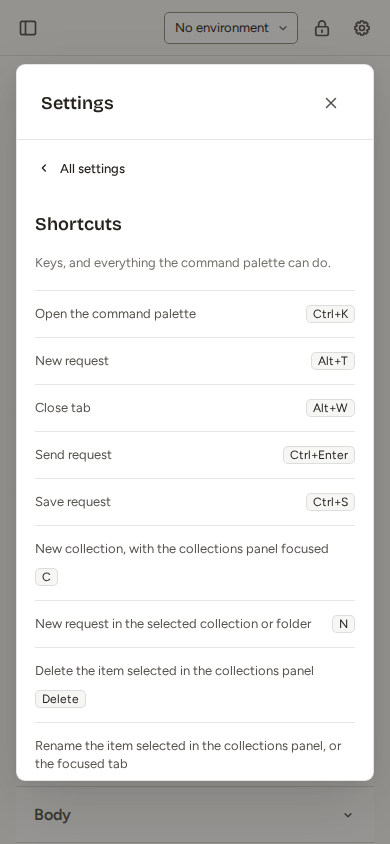 No environment
Settings
All settings
Shortcuts
Keys, and everything the command palette can do.
Open the command palette
Ctrl+K
New request
Alt+T
Close tab
Alt+W
Send request
Ctrl+Enter
Save request
Ctrl+S
New collection, with the collections panel focused
C
New request in the selected collection or folder
N
Delete the item selected in the collections panel
Delete
Rename the item selected in the collections panel, or
the focused tab
Body